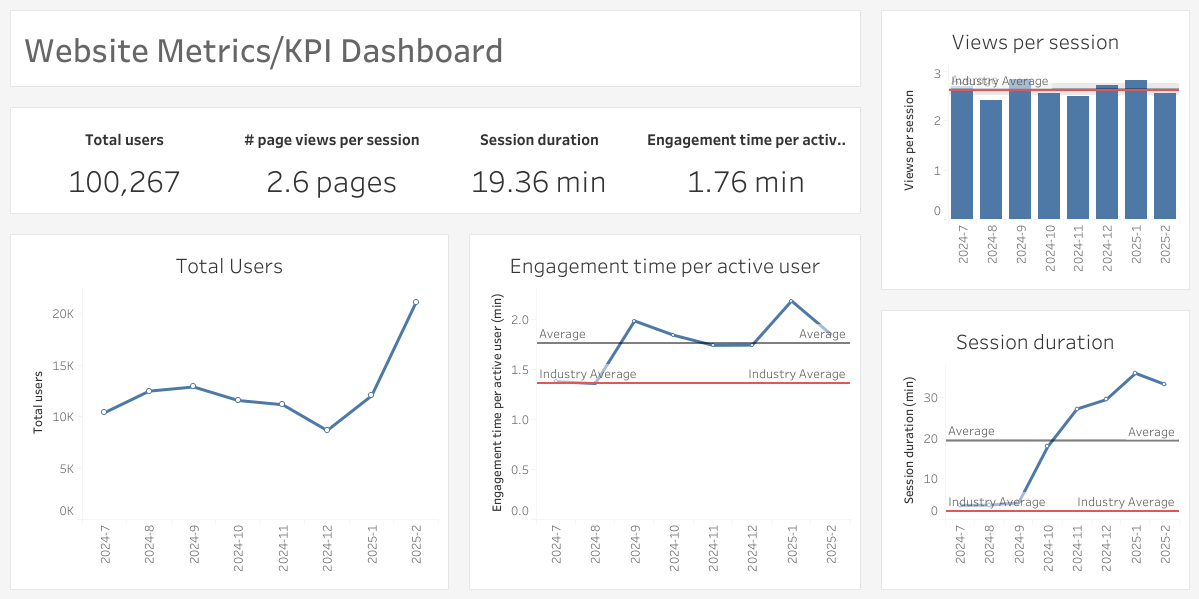 Website Metrics/KPI Dashboard
Total users
# page views per session
Session duration
Engagement time per activ..
100,267
2.6 pages
19.36 min
1.76 min
Total Users
Total users
20K
15K
10K
5K
0K
2024-7
2024-8
2024-9
2024-10
2024-11
2024-12
2025-1
2025-2
Engagement time per active user
Engagement time per active user (min)
2.0
1.5
1.0
0.5
0.0
Average
Average
Industry Average
Industry Average
2024-7
2024-8
2024-9
2024-10
2024-11
2024-12
2025-1
2025-2
Views per session
Views per session
3
2
1
0
Industry Average
2024-7
2024-8
2024-9
2024-10
2024-11
2024-12
2025-1
2025-2
Session duration
Session duration (min)
30
20
10
0
Average
Average
Industry Average
Industry Average
2024-7
2024-8
2024-9
2024-10
2024-11
2024-12
2025-1
2025-2